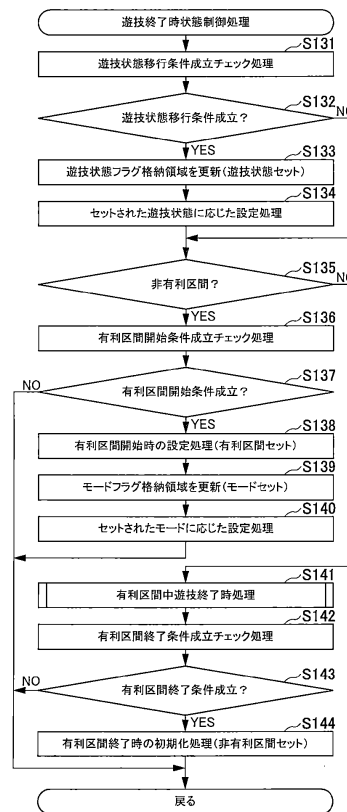 遊技終了時状態制御処理
S131
遊技状態移行条件成立チェック処理
S132
遊技状態移行条件成立?
NO
YES
S133
遊技状態フラグ格納領域を更新(遊技状態セット)
S134
セットされた遊技状態に応じた設定処理
S135
非有利区間?
NO
YES
S136
有利区間開始条件成立チェック処理
S137
NO
有利区間開始条件成立?
YES
S138
有利区間開始時の設定処理(有利区間セット)
S139
モードフラグ格納領域を更新(モードセット)
S140
セットされたモードに応じた設定処理
S141
有利区間中遊技終了時処理
S142
有利区間終了条件成立チェック処理
S143
NO
有利区間終了条件成立?
YES
S144
有利区間終了時の初期化処理(非有利区間セット)
戻る